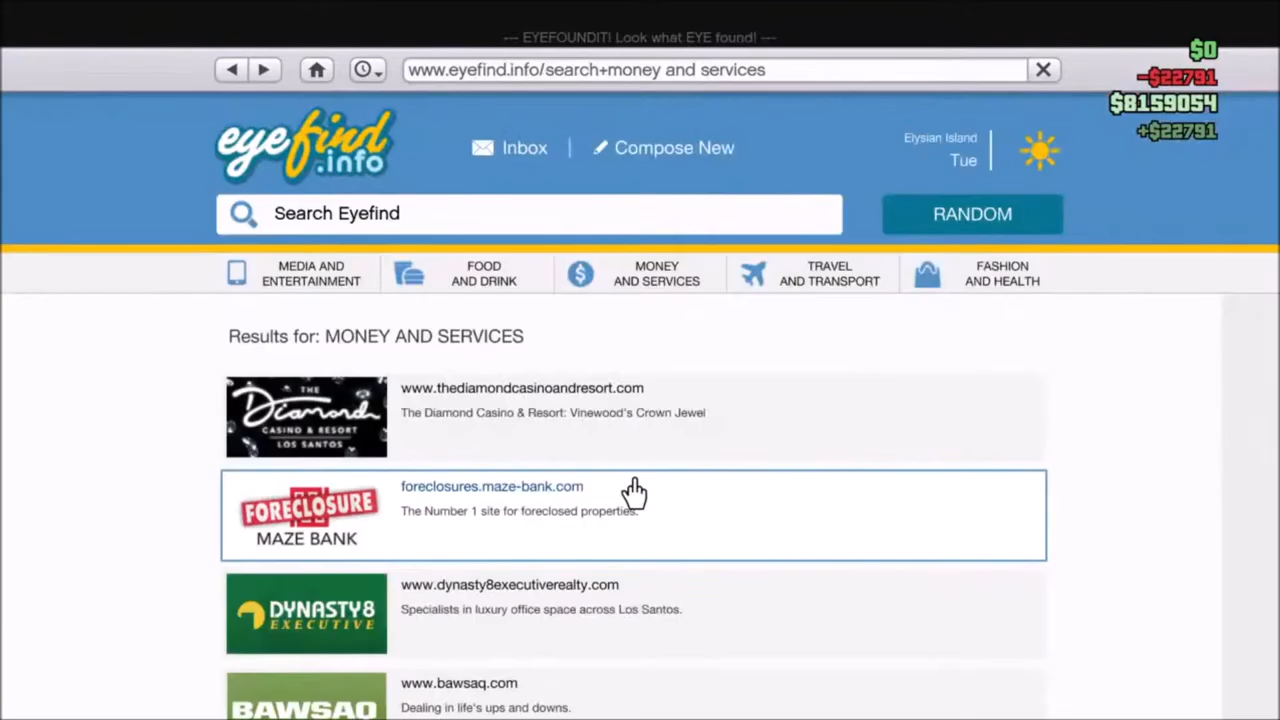 --- EYEFOUNDIT! Look what EYE found! ---
www.eyefind.info/search+money and services
$0
-$22791
$8159054
+$22791
eyefind
.info
Inbox
Compose New
Elysian Island
Tue
Search Eyefind
RANDOM
MEDIA AND
ENTERTAINMENT
FOOD
AND DRINK
MONEY
AND SERVICES
TRAVEL
AND TRANSPORT
FASHION
AND HEALTH
Results for: MONEY AND SERVICES
THE
Diamond
CASINO & RESORT
LOS SANTOS
www.thediamondcasinoandresort.com
The Diamond Casino & Resort: Vinewood's Crown Jewel
FORECLOSURE
MAZE BANK
foreclosures.maze-bank.com
The Number 1 site for foreclosed properties.
DYNASTY8
EXECUTIVE
www.dynasty8executiverealty.com
Specialists in luxury office space across Los Santos.
BAWSAQ
www.bawsaq.com
Dealing in life's ups and downs.